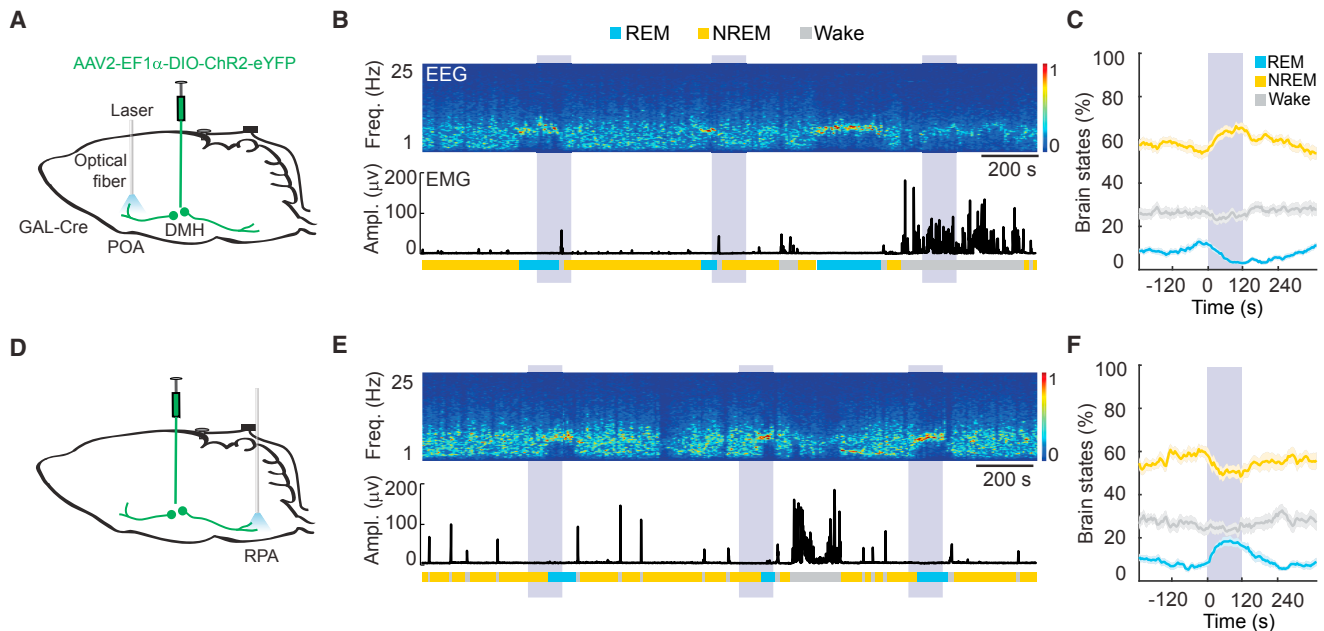 A
AAV2-EF1α-DIO-ChR2-eYFP
Laser
Optical
fiber
GAL-Cre
POA
DMH
B
REM NREM Wake
EEG
Freq. (Hz)
25
1
1
0
200 s
EMG
Ampl. (μv)
200
100
0
C
REM
NREM
Wake
Brain states (%)
100
80
60
40
20
0
-120 0 120 240
Time (s)
D
RPA
E
Freq. (Hz)
25
1
1
0
200 s
Ampl. (μv)
200
100
0
F
Brain states (%)
100
80
60
40
20
0
-120 0 120 240
Time (s)